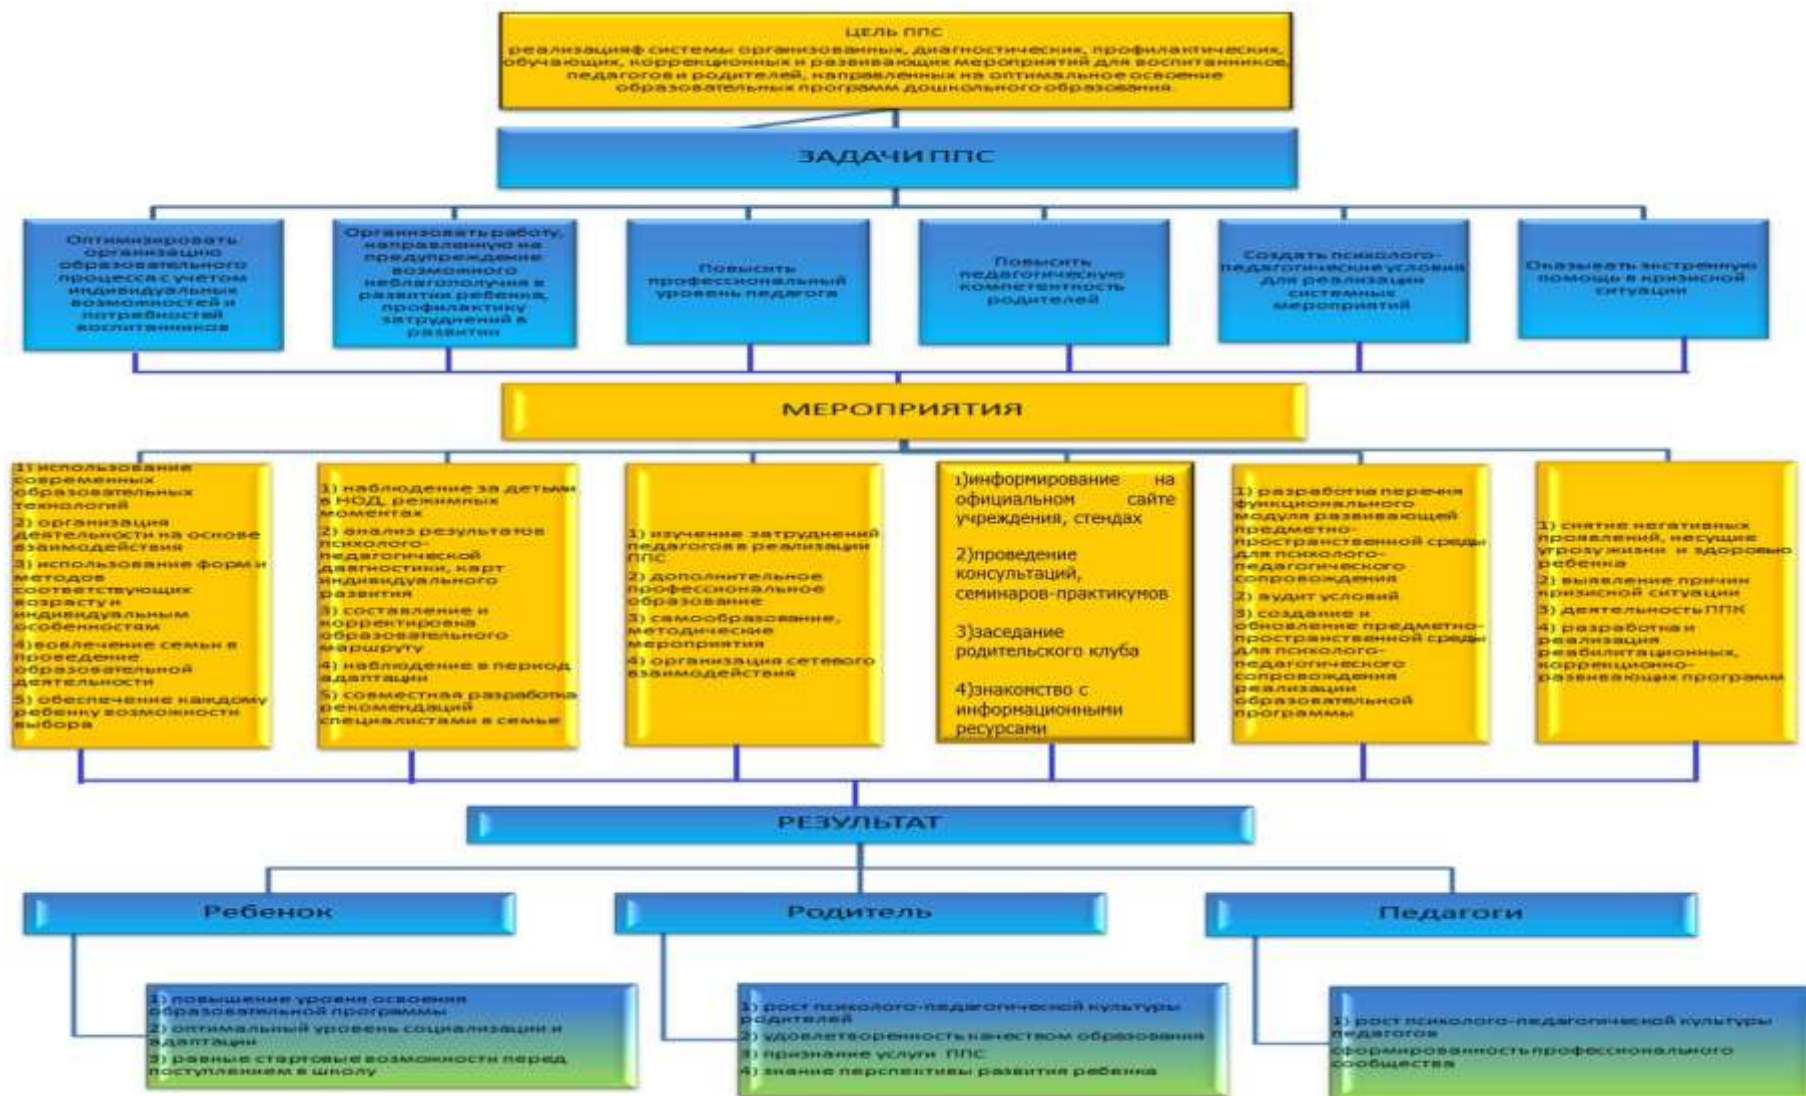 ЦЕЛЬ ППС
реализацияф системы организованных, диагностических, профилактических,
обучающих, коррекционных и развивающих мероприятий для воспитанников,
педагогов и родителей, направленных на оптимальное освоение
образовательных программ дошкольного образования.
ЗАДАЧИ ППС
Оптимизировать
организацию
образовательного
процесса с учетом
индивидуальных
возможностей и
потребностей
воспитанников
Организовать работу,
направленную на
предупреждение
возможного
неблагополучия в
развитии ребенка,
профилактику
затруднений в
развитии
Повысить
профессиональный
уровень педагога
Повысить
педагогическую
компетентность
родителей
Создать психолого-
педагогические условия
для реализации
системных
мероприятий
Оказывать экстренную
помощь в кризисной
ситуации
МЕРОПРИЯТИЯ
1) использование
современных
образовательных
технологий
2) организация
деятельности на основе
взаимодействия
3) использование форм и
методов
соответствующих
возрасту и
индивидуальным
особенностям
4)вовлечение семьи в
проведение
образовательной
деятельности
5) обеспечение каждому
ребенку возможности
выбора
1) наблюдение за детьми
в НОД, режимных
моментах
2) анализ результатов
психолого-
педагогической
диагностики, карт
индивидуального
развития
3) составление и
корректировка
образовательного
маршруту
4) наблюдение в период
адаптации
5) совместная разработка
рекомендаций
специалистами в семье
1) изучение затруднений
педагогов в реализации
ППС
2) дополнительное
профессиональное
образование
3) самообразование,
методические
мероприятия
4) организация сетевого
взаимодействия
1)информирование на
официальном сайте
учреждения, стендах
2)проведение
консультаций,
семинаров-практикумов
3)заседание
родительского клуба
4)знакомство с
информационными
ресурсами
1) разработка перечня
функционального
модуля развивающей
предметно-
пространственной среды
для психолого-
педагогического
сопровождения
2) аудит условий
3) создание и
обновление предметно-
пространственной среды
для психолого-
педагогического
сопровождения
реализации
образовательной
программы
1) снятие негативных
проявлений, несущие
угрозу жизни и здоровью
ребенка
2) выявление причин
кризисной ситуации
3) деятельность ППК
4) разработка и
реализация
реабилитационных,
коррекционно-
развивающих программ
РЕЗУЛЬТАТ
Ребенок
Родитель
Педагоги
1) повышение уровня освоения
образовательной программы
2) оптимальный уровень социализации и
адаптации
3) равные стартовые возможности перед
поступлением в школу
1) рост психолого-педагогической культуры
родителей
2) удовлетворенность качеством образования
3) признание услуги ППС
4) знание перспективы развития ребенка
1) рост психолого-педагогической культуры
педагогов
сформированность профессионального
сообщества